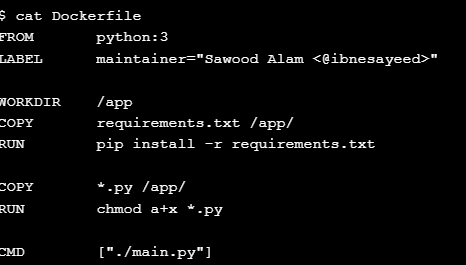 $ cat Dockerfile
FROM python:3
LABEL maintainer="Sawood Alam <@ibnesayeed>"
WORKDIR /app
COPY requirements.txt /app/
RUN pip install -r requirements.txt
COPY *.py /app/
RUN chmod a+x *.py
CMD ["./main.py"]